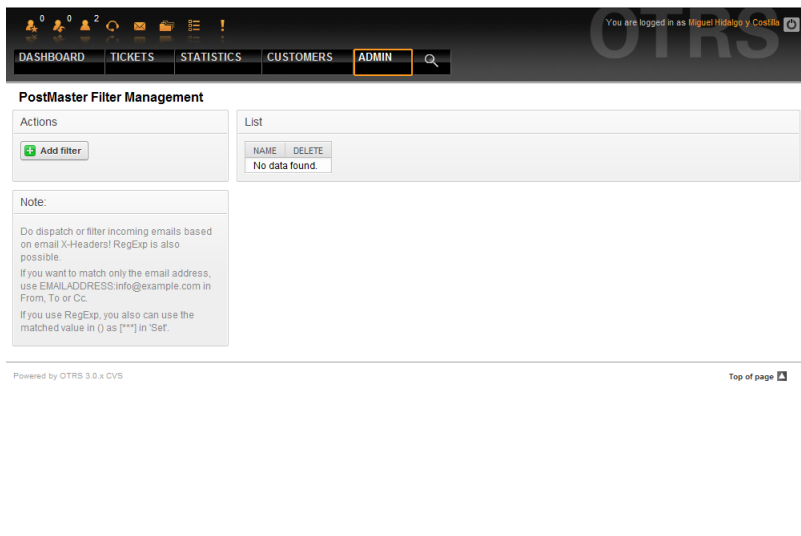 0 0 2
You are logged in as Miguel Hidalgo y Costilla
OTRS
DASHBOARD TICKETS STATISTICS CUSTOMERS ADMIN
PostMaster Filter Management
Actions
Add filter
List
NAME DELETE
No data found.
Note:
Do dispatch or filter incoming emails based
on email X-Headers! RegExp is also
possible.
If you want to match only the email address,
use EMAILADDRESS:info@example.com in
From, To or Cc.
If you use RegExp, you also can use the
matched value in () as [***] in 'Set'.
Powered by OTRS 3.0.x CVS
Top of page